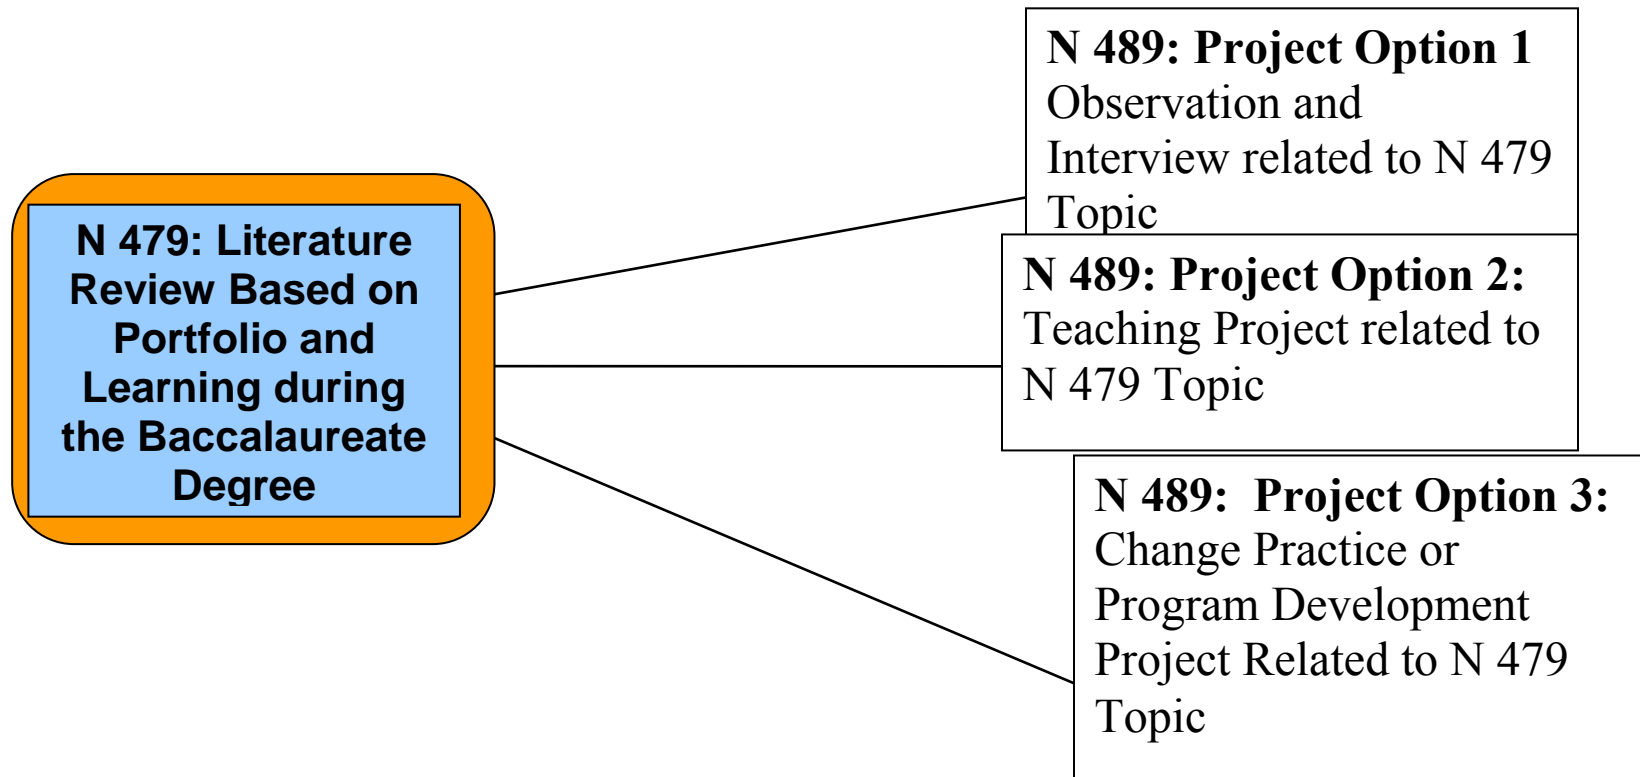 N 479: Literature
Review Based on
Portfolio and
Learning during
the Baccalaureate
Degree
N 489: Project Option 1
Observation and
Interview related to N 479
Topic
N 489: Project Option 2:
Teaching Project related to
N 479 Topic
N 489:  Project Option 3:
Change Practice or
Program Development
Project Related to N 479
Topic